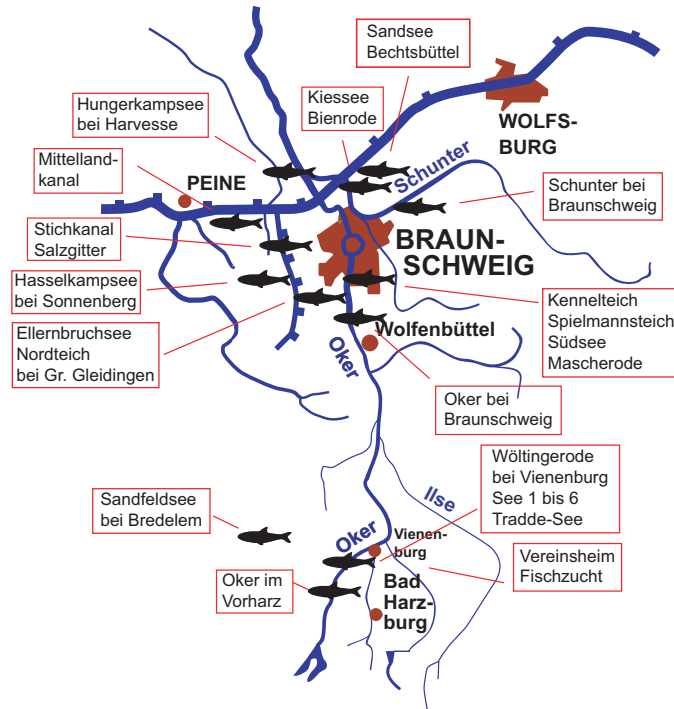 Sandsee
Bechtsbüttel
Hungerkampsee
bei Harvesse
Kiessee
Bienrode
WOLFS-
BURG
Mittelland-
kanal
PEINE
Schunter
Schunter bei
Braunschweig
Stichkanal
Salzgitter
BRAUN-
SCHWEIG
Hasselkampsee
bei Sonnenberg
Kennelteich
Spielmannsteich
Südsee
Mascherode
Ellernbruchsee
Nordteich
bei Gr. Gleidingen
Wolfenbüttel
Oker
Oker bei
Braunschweig
Wöltingerode
bei Vienenburg
See 1 bis 6
Tradde-See
Ilse
Sandfeldsee
bei Bredelem
Oker
Vienen-
burg
Vereinsheim
Fischzucht
Oker im
Vorharz
Bad
Harz-
burg